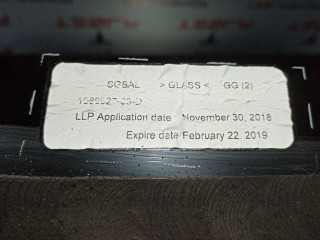 SGSAL > GLASS < GG (2)
LLP Application date November 30, 2018
Expire date February 22, 2019